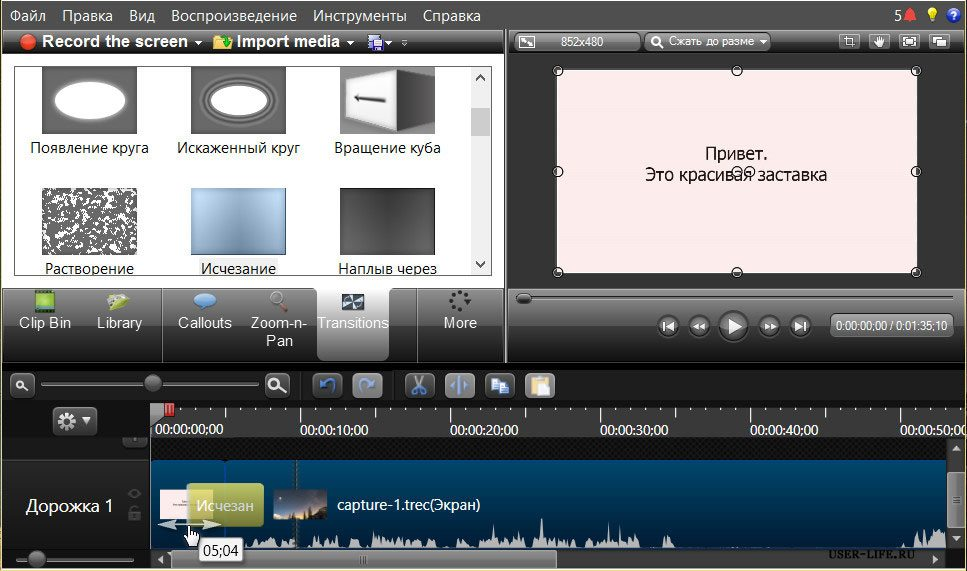 Файл Правка Вид Воспроизведение Инструменты Справка 5
Record the screen Import media
852x480 Сжать до разме
Появление круга Искаженный круг Вращение куба
Растворение Исчезание Наплыв через
Привет.
Это красивая заставка
Clip Bin Library Callouts Zoom-n-Pan Transitions More
0:00:00;00 / 0:01:35;10
00:00:00;00 00:00:10;00 00:00:20;00 00:00:30;00 00:00:40;00 00:00:50;00
Дорожка 1 Исчезан capture-1.trec(Экран)
05;04
USER-LIFE.RU